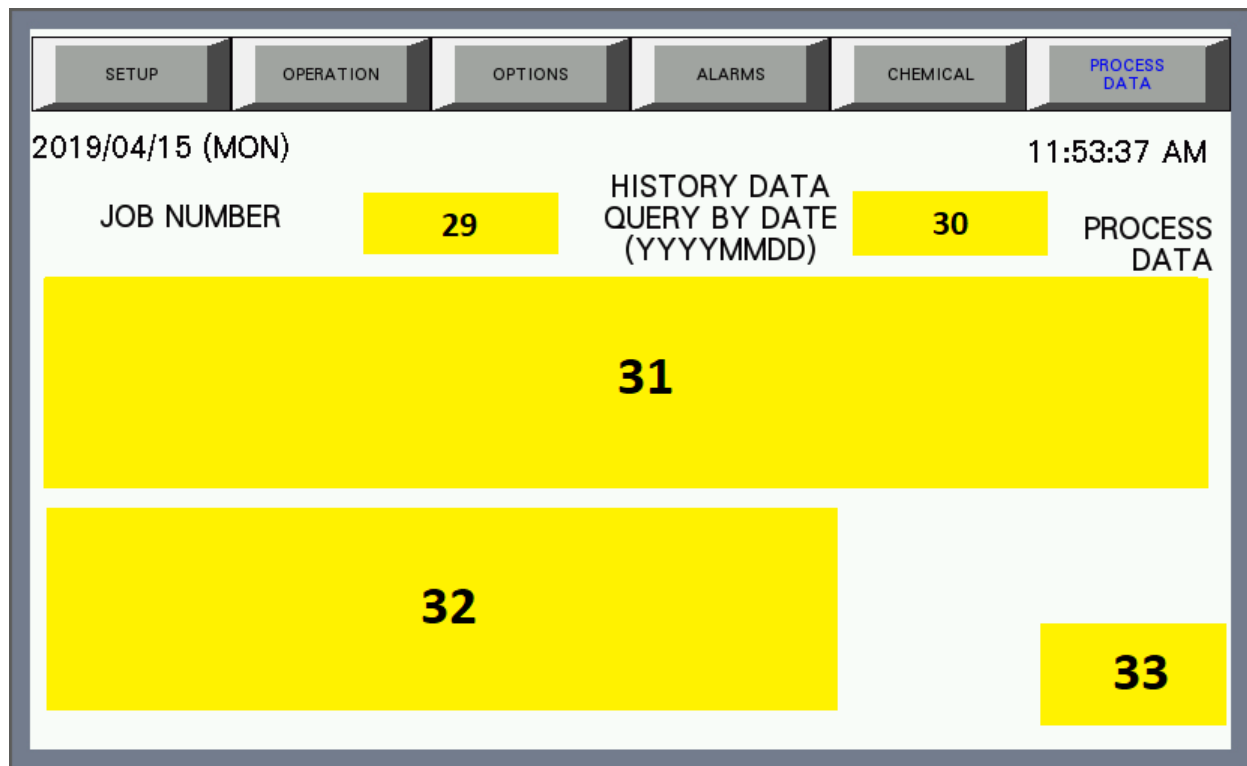 SETUP
OPERATION
OPTIONS
ALARMS
CHEMICAL
PROCESS
DATA
2019/04/15 (MON)
11:53:37 AM
JOB NUMBER
29
HISTORY DATA
QUERY BY DATE
(YYYYMMDD)
30
PROCESS
DATA
31
32
33